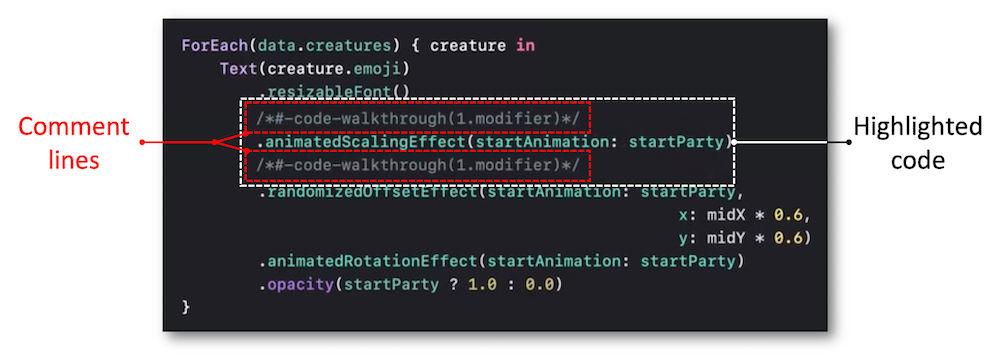 ForEach(data.creatures) { creature in
Text(creature.emoji)
.resizableFont()
/*#-code-walkthrough(1.modifier)*/
.animatedScalingEffect(startAnimation: startParty)
/*#-code-walkthrough(1.modifier)*/
.randomizedOffsetEffect(startAnimation: startParty,
x: midX * 0.6,
y: midY * 0.6)
.animatedRotationEffect(startAnimation: startParty)
.opacity(startParty ? 1.0 : 0.0)
}
Comment
lines
Highlighted
code